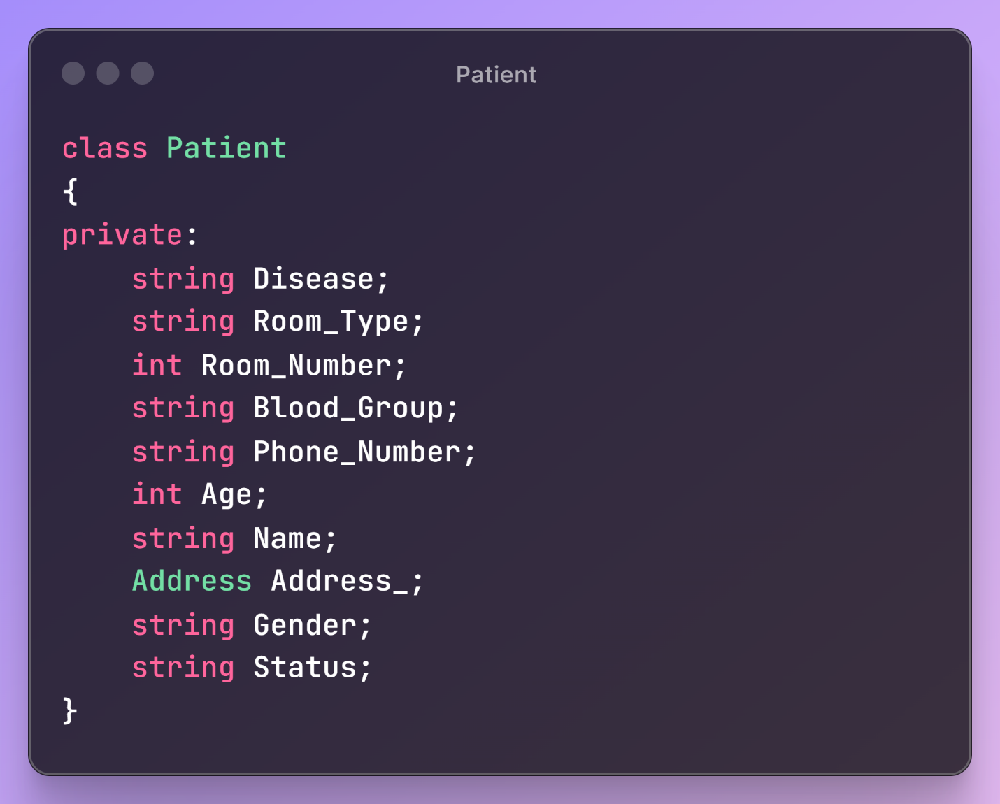 Patient
class Patient
{
private:
    string Disease;
    string Room_Type;
    int Room_Number;
    string Blood_Group;
    string Phone_Number;
    int Age;
    string Name;
    Address Address_;
    string Gender;
    string Status;
}